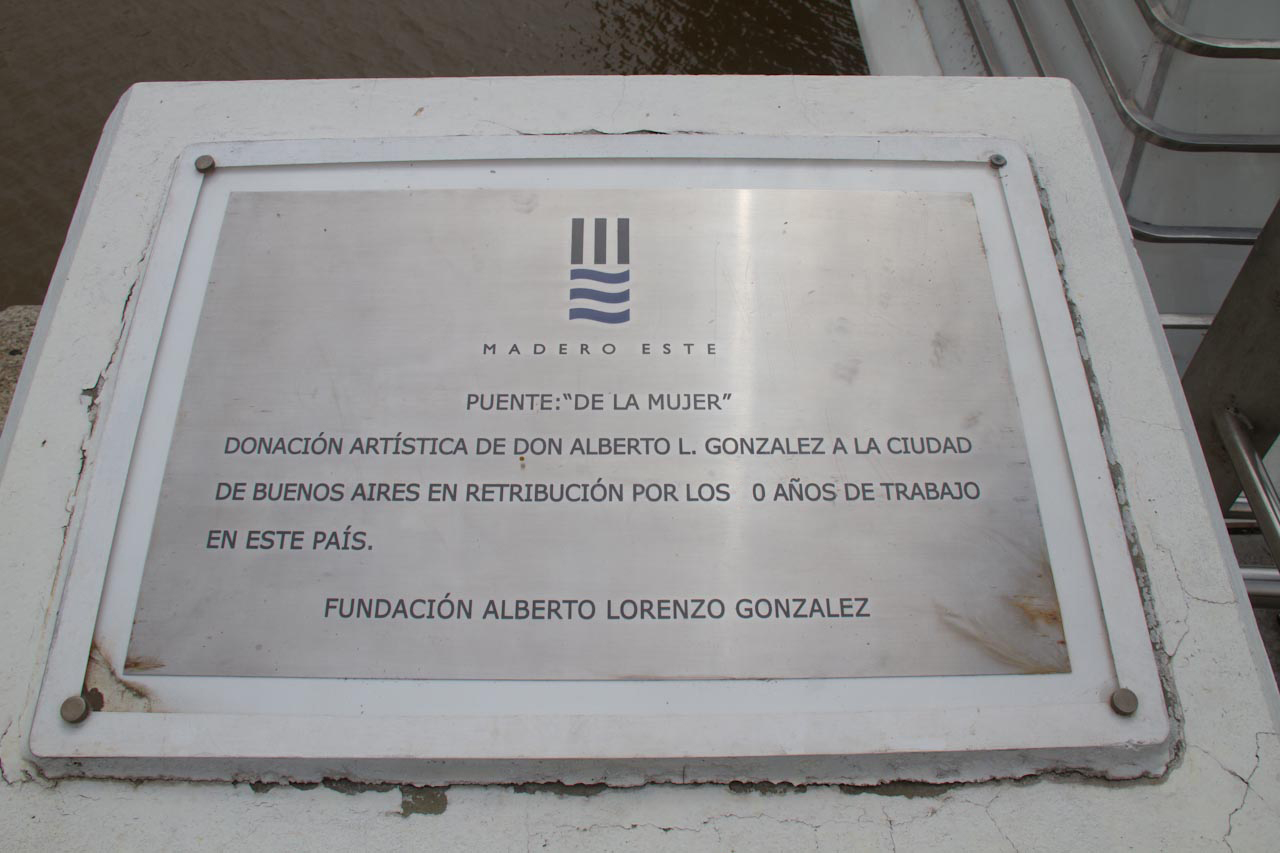 MADERO ESTE
PUENTE:“DE LA MUJER”
DONACIÓN ARTÍSTICA DE DON ALBERTO L. GONZALEZ A LA CIUDAD
DE BUENOS AIRES EN RETRIBUCIÓN POR LOS 0 AÑOS DE TRABAJO
EN ESTE PAÍS.
FUNDACIÓN ALBERTO LORENZO GONZALEZ